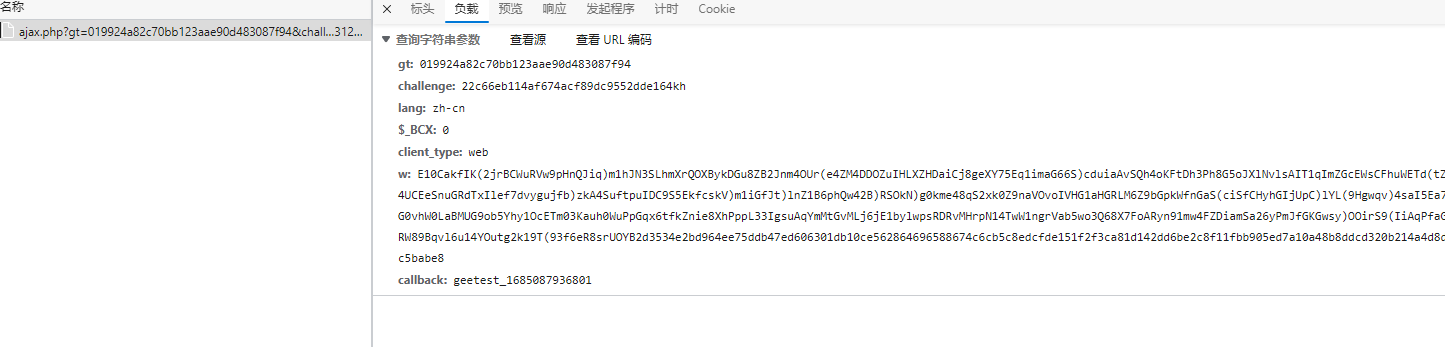 名称
标头 负载 预览 响应 发起程序 计时 Cookie
ajax.php?gt=019924a82c70bb123aae90d483087f94&chall...312...
查询字符串参数 查看源 查看 URL 编码
gt: 019924a82c70bb123aae90d483087f94
challenge: 22c66eb114af674acf89dc9552dde164kh
lang: zh-cn
$_BCX: 0
client_type: web
w: E10CakfIK(2jrBCWuRVw9pHnQJiq)m1hJN3SLhmXrQOXBykDGu8ZB2Jnm4OUr(e4ZM4DDOZuIHLXZHDaiCj8geXY75Eq1imaG66S)cduiaAvSQh4oKFtDh3Ph8G5oJXlNvlsAIT1qImZGcEWsCFhuWETd(tZ
4UCEeSnuGRdTxIlef7dvygujfb)zkA4SuftpuIDC9S5EkfcskV)m1iGfJt)lnZ1B6phQw42B)RSOkN)g0kme48qS2xk0Z9naVOvoIVHG1aHGRLM6Z9bGpkWfnGaS(ciSfCHyhGIjUpC)lYL(9Hgwqv)4saI5Ea7
G0vhW0LaBMUG9ob5Yhy1OcETm03Kauh0WuPpGqx6tfkZnie8XhPppL33IgsuAqYmMtGvMLj6jE1bylwpsRDRvMHrpN14TwW1ngrVab5wo3Q68X7FoARyn91mw4FZDiamSa26yPmJfGKGwsy)OOirS9(IiAqPfaG
RW89Bqvl6u14YOutg2k19T(93f6eR8srUOYB2d3534e2bd964ee75ddb47ed606301db10ce562864696588674c6cb5c8edcfde151f2f3ca81d142dd6be2c8f11fbb905ed7a10a48b8ddcd320b214a4d8d
c5babe8
callback: geetest_1685087936801